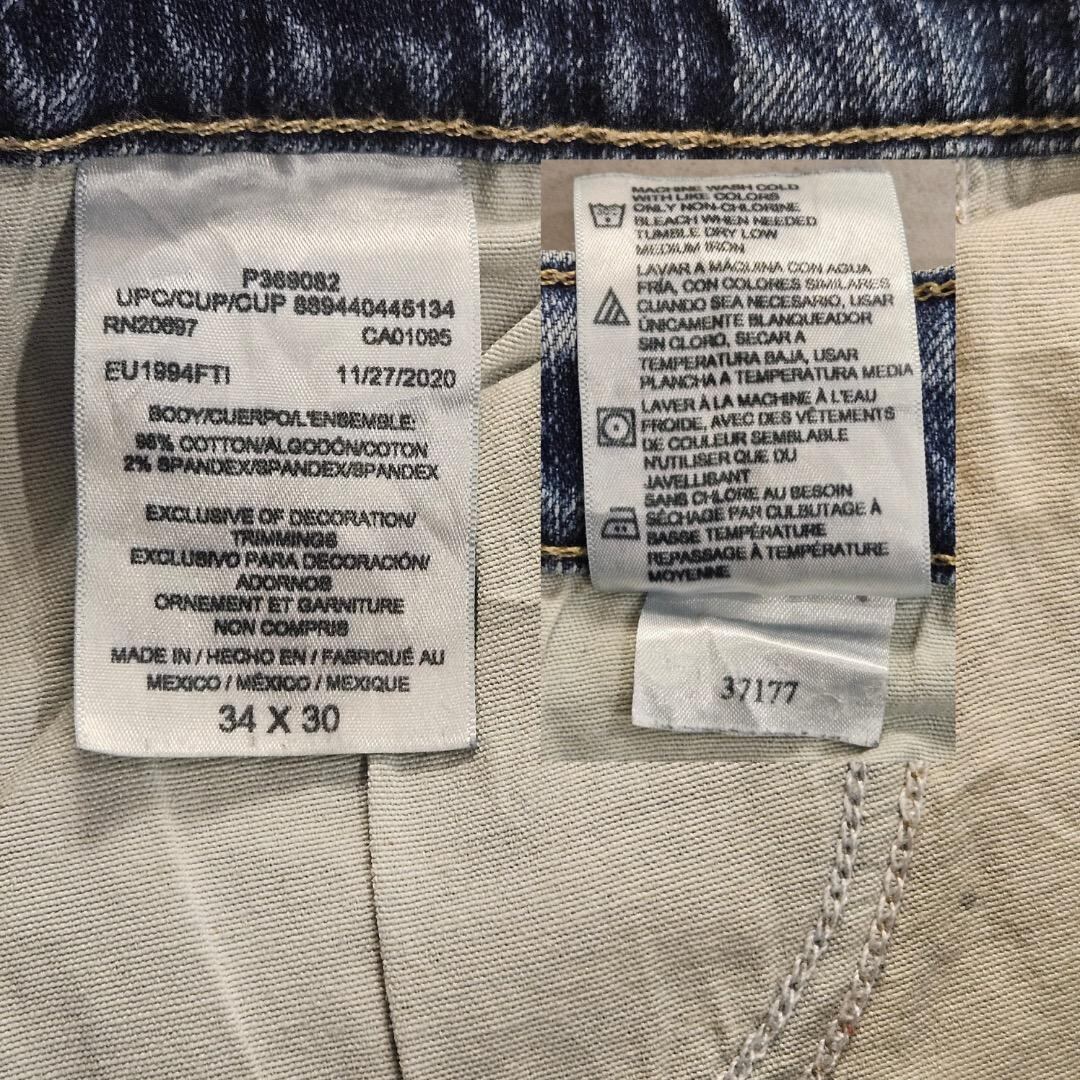 P369082
UPC/CUP/CUP 889440445134
RN20697 CA01095
EU1994FTI 11/27/2020
BODY/CUERPO/L'ENSEMBLE:
98% COTTON/ALGODÓN/COTON
2% SPANDEX/SPANDEX/SPANDEX
EXCLUSIVE OF DECORATION/
TRIMMINGS
EXCLUSIVO PARA DECORACIÓN/
ADORNOS
ORNEMENT ET GARNITURE
NON COMPRIS
MADE IN / HECHO EN / FABRIQUÉ AU
MEXICO / MÉXICO / MEXIQUE
34 X 30
MACHINE WASH COLD
WITH LIKE COLORS
ONLY NON-CHLORINE
BLEACH WHEN NEEDED
TUMBLE DRY LOW
MEDIUM IRON
LAVAR A MÁQUINA CON AGUA
FRÍA, CON COLORES SIMILARES
CUANDO SEA NECESARIO, USAR
ÚNICAMENTE BLANQUEADOR
SIN CLORO, SECAR A
TEMPERATURA BAJA, USAR
PLANCHA A TEMPERATURA MEDIA
LAVER À LA MACHINE À L'EAU
FROIDE, AVEC DES VÊTEMENTS
DE COULEUR SEMBLABLE
N'UTILISER QUE DU
JAVELLISANT
SANS CHLORE AU BESOIN
SÉCHAGE PAR CULBUTAGE À
BASSE TEMPÉRATURE
REPASSAGE À TEMPÉRATURE
MOYENNE
37177